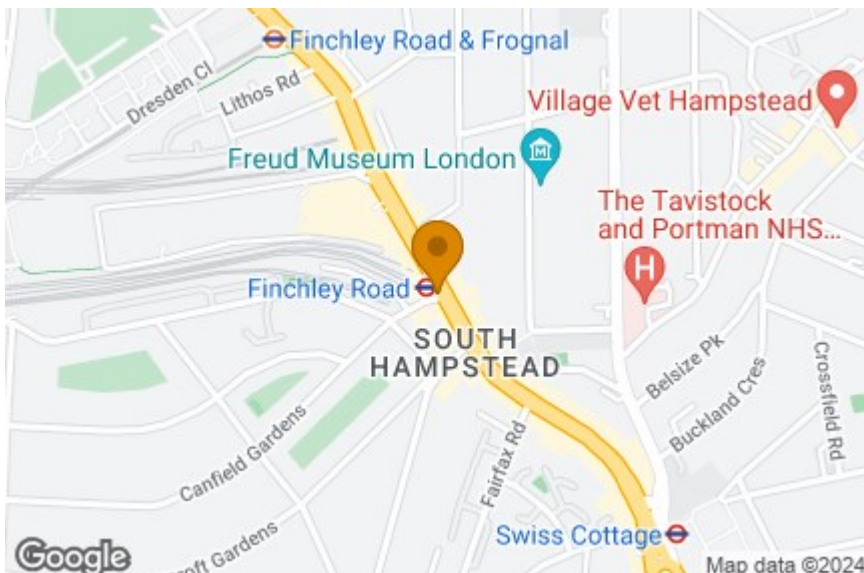 Finchley Road & Frognal
Dresden Cl
Lithos Rd
Village Vet Hampstead
Freud Museum London
M
The Tavistock
and Portman NHS...
H
Finchley Road
SOUTH
HAMPSTEAD
Belsize Pk
Crossfield Rd
Buckland Cres
Canfield Gardens
Fairfax Rd
Swiss Cottage
croft Gardens
Google
Map data ©2024